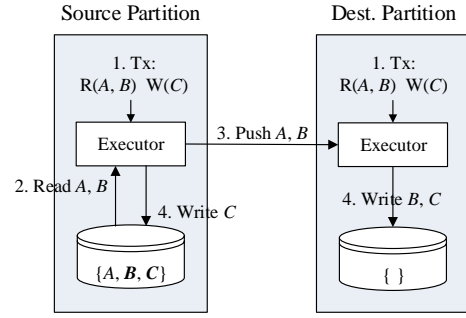 Source Partition
Dest. Partition
1. Tx:
R(A, B) W(C)
1. Tx:
R(A, B) W(C)
Executor
3. Push A, B
Executor
2. Read A, B
4. Write C
4. Write B, C
{A, B, C}
{ }